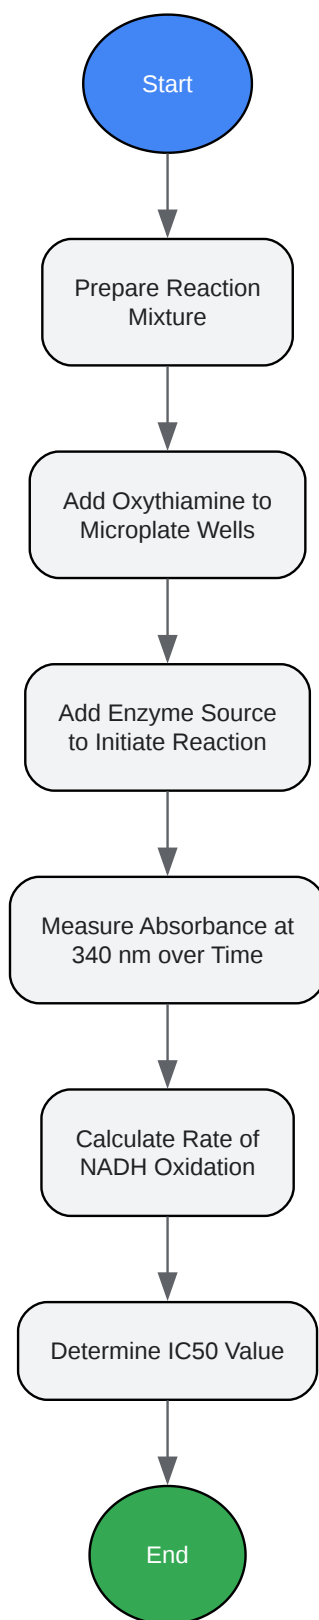 Start
Prepare Reaction
Mixture
Add Oxythiamine to
Microplate Wells
Add Enzyme Source
to Initiate Reaction
Measure Absorbance at
340 nm over Time
Calculate Rate of
NADH Oxidation
Determine IC50 Value
End